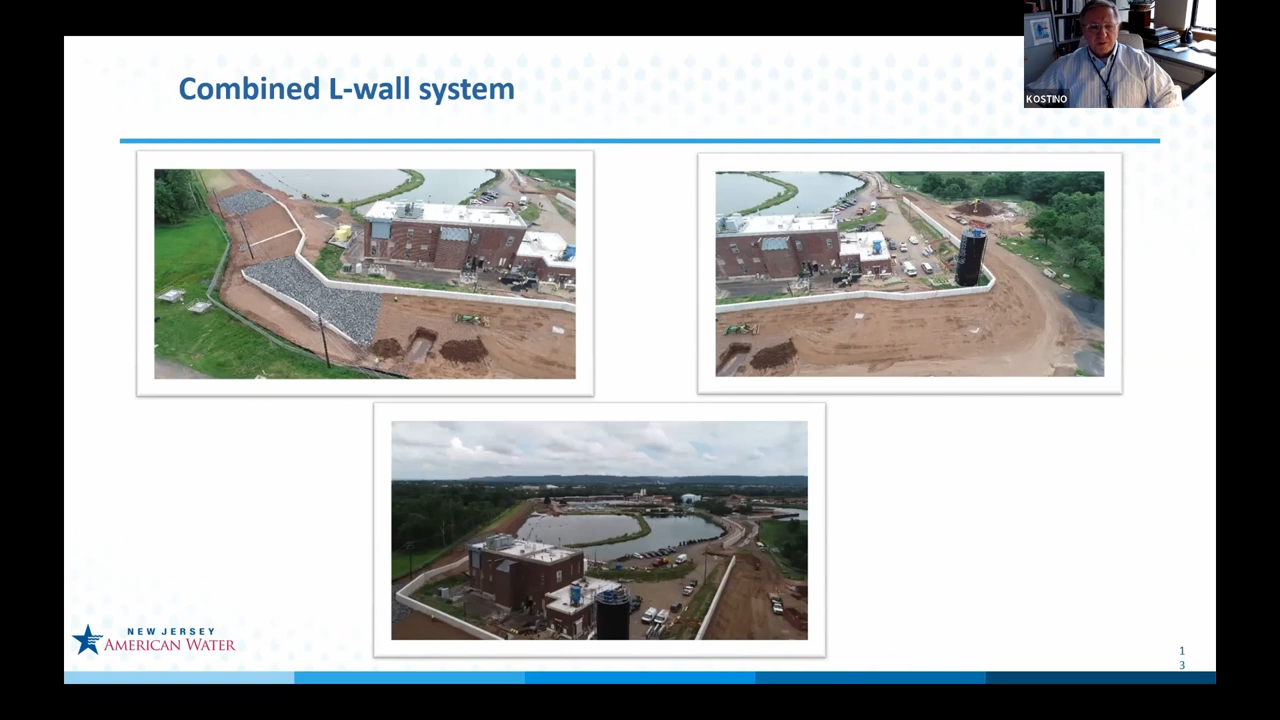 KOSTINO
Combined L-wall system
NEW JERSEY
AMERICAN WATER
1
3